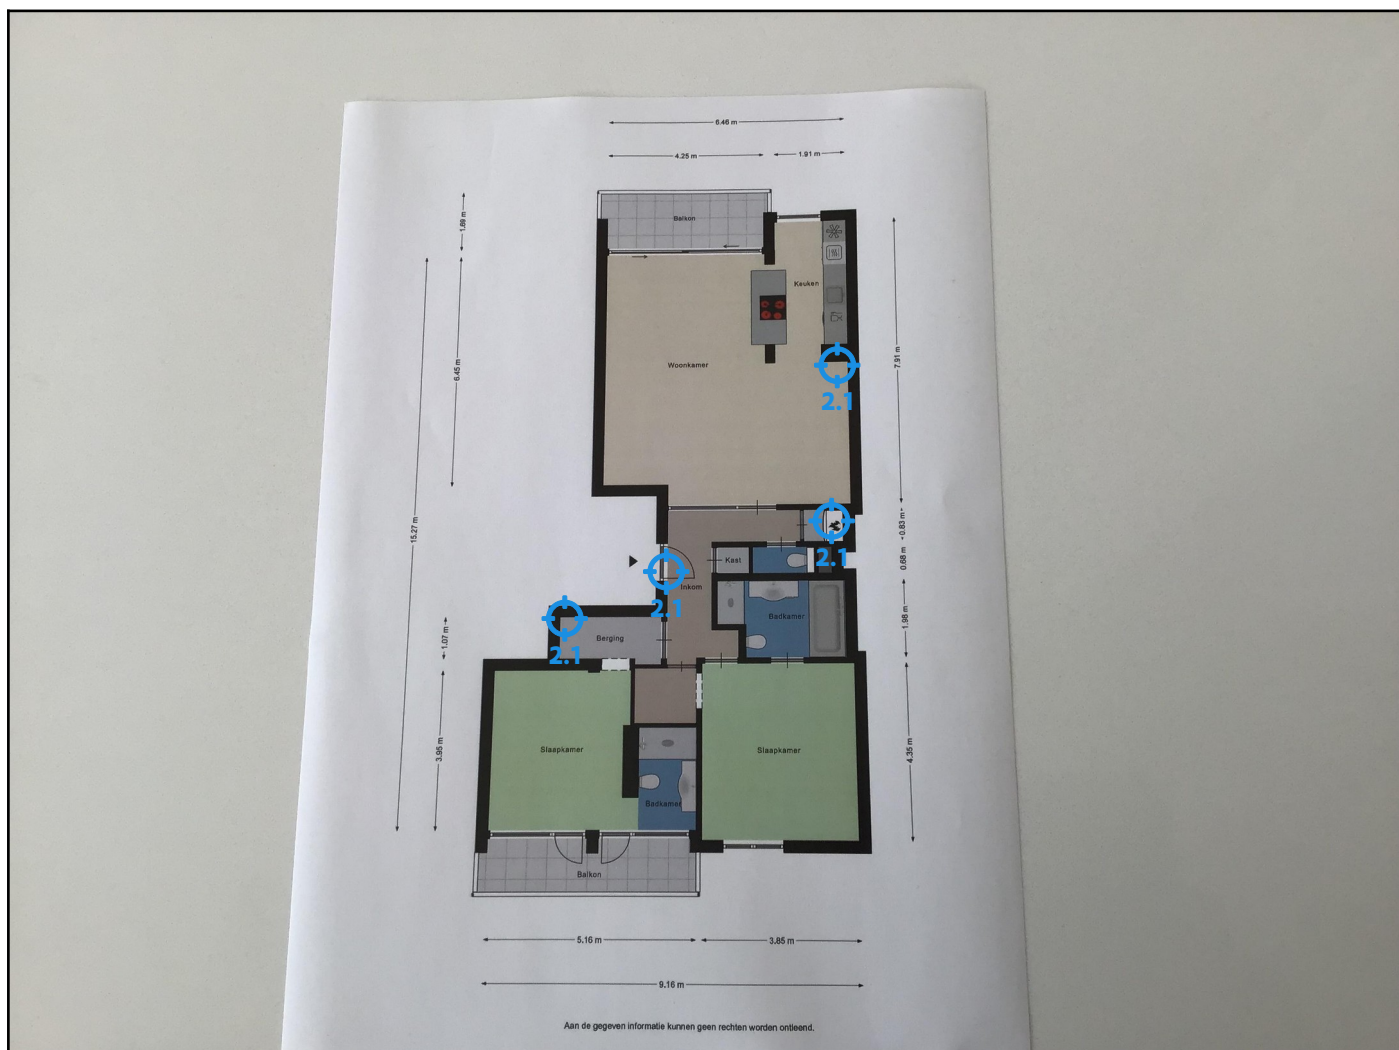 6.46 m
4.25 m
1.91 m
1.69 m
Balkon
Keuken
6.45 m
Woonkamer
7.91 m
2.1
15.27 m
0.83 m
2.1
Kast
0.68 m
Inkom
2.1
Badkamer
1.98 m
1.07 m
Berging
2.1
3.95 m
Slaapkamer
Slaapkamer
4.35 m
Badkamer
Balkon
5.16 m
3.85 m
9.16 m
Aan de gegeven informatie kunnen geen rechten worden ontleend.